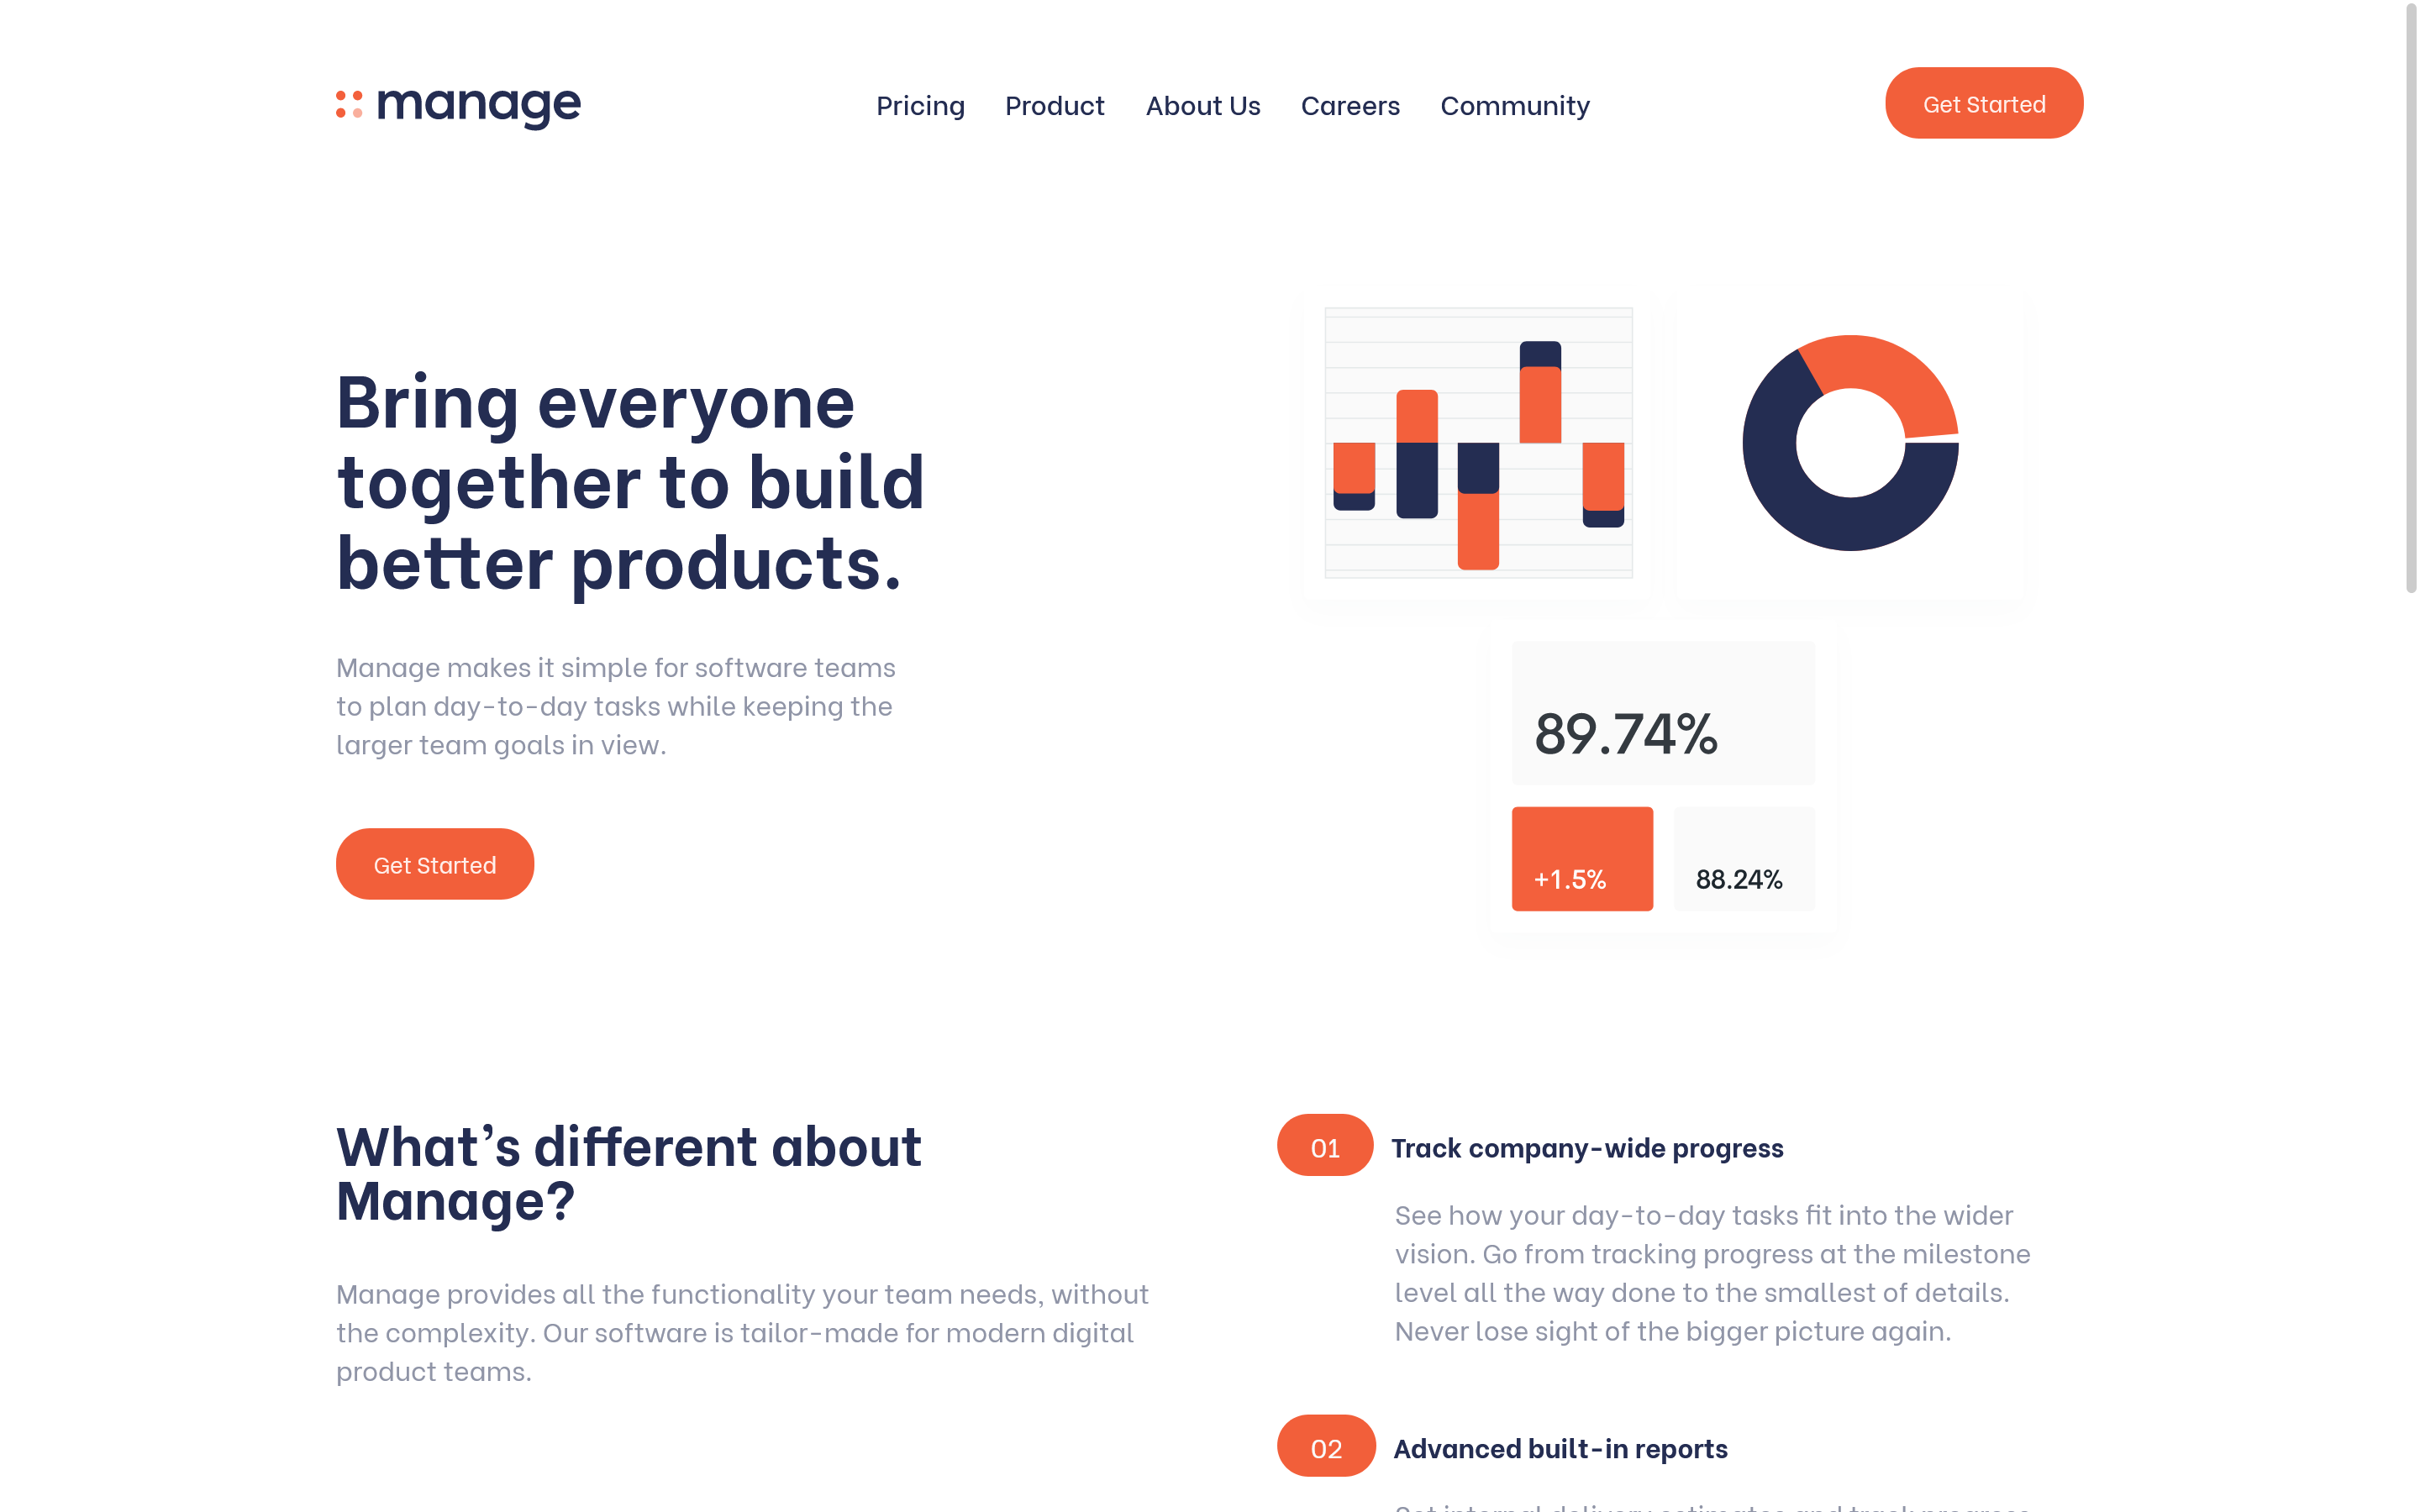 manage
Pricing Product About Us Careers Community
Get Started
Bring everyone
together to build
better products.
Manage makes it simple for software teams
to plan day-to-day tasks while keeping the
larger team goals in view.
Get Started
89.74%
+1.5% 88.24%
What's different about
Manage?
Manage provides all the functionality your team needs, without
the complexity. Our software is tailor-made for modern digital
product teams.
01 Track company-wide progress
See how your day-to-day tasks fit into the wider
vision. Go from tracking progress at the milestone
level all the way done to the smallest of details.
Never lose sight of the bigger picture again.
02 Advanced built-in reports